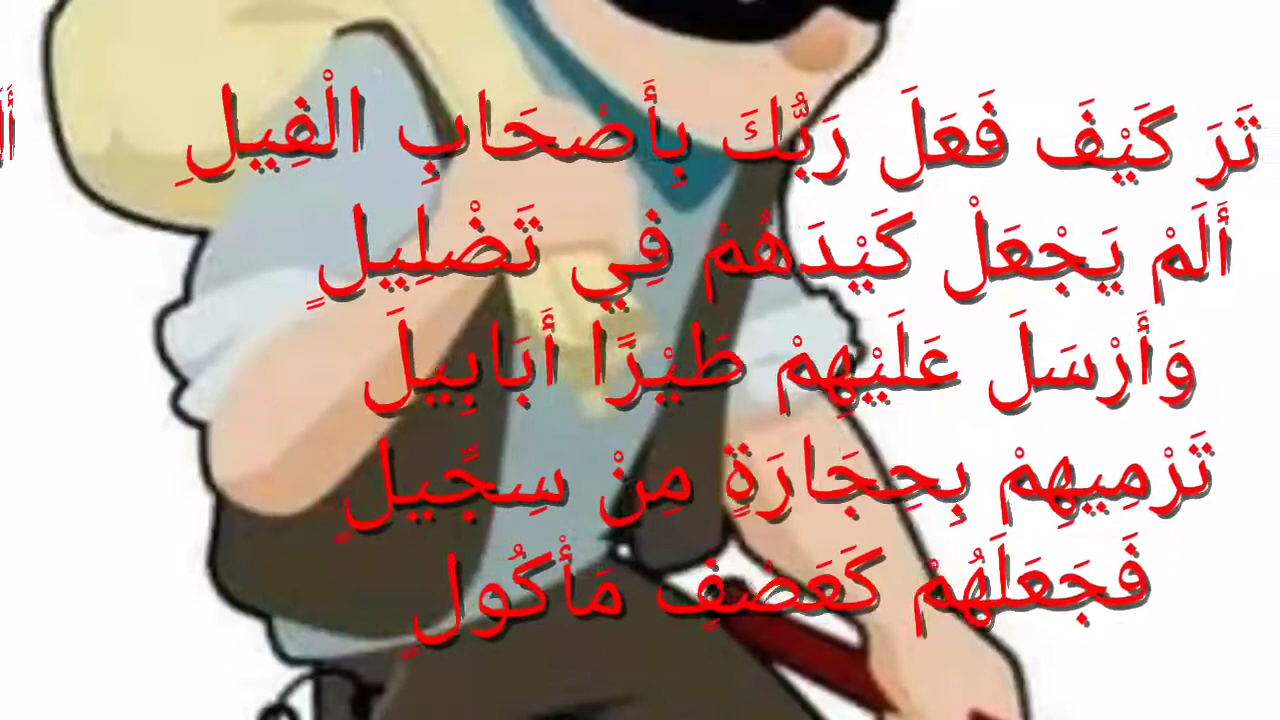 تَرَ كَيْفَ فَعَلَ رَبُّكَ بِأَصْحَابِ الْفِيلِ
أَلَمْ يَجْعَلْ كَيْدَهُمْ فِي تَضْلِيلٍ
وَأَرْسَلَ عَلَيْهِمْ طَيْرًا أَبَابِيلَ
تَرْمِيهِمْ بِحِجَارَةٍ مِنْ سِجِّيلٍ
فَجَعَلَهُمْ كَعَصْفٍ مَأْكُولٍ